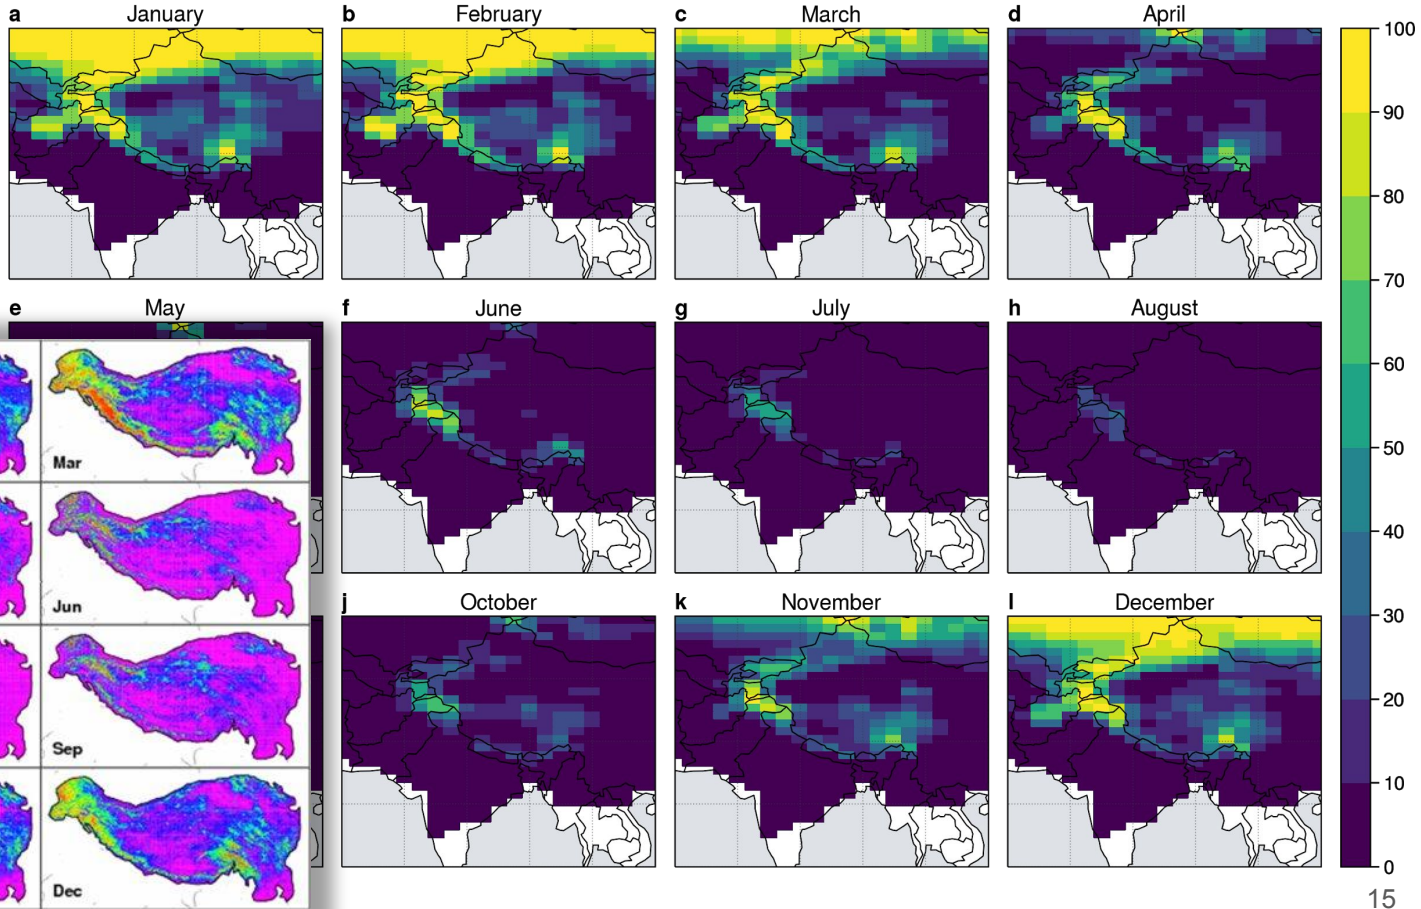 a January
b February
c March
d April
e May
f June
g July
h August
j October
k November
l December
Mar
Jun
Sep
Dec
100
90
80
70
60
50
40
30
20
10
0
15